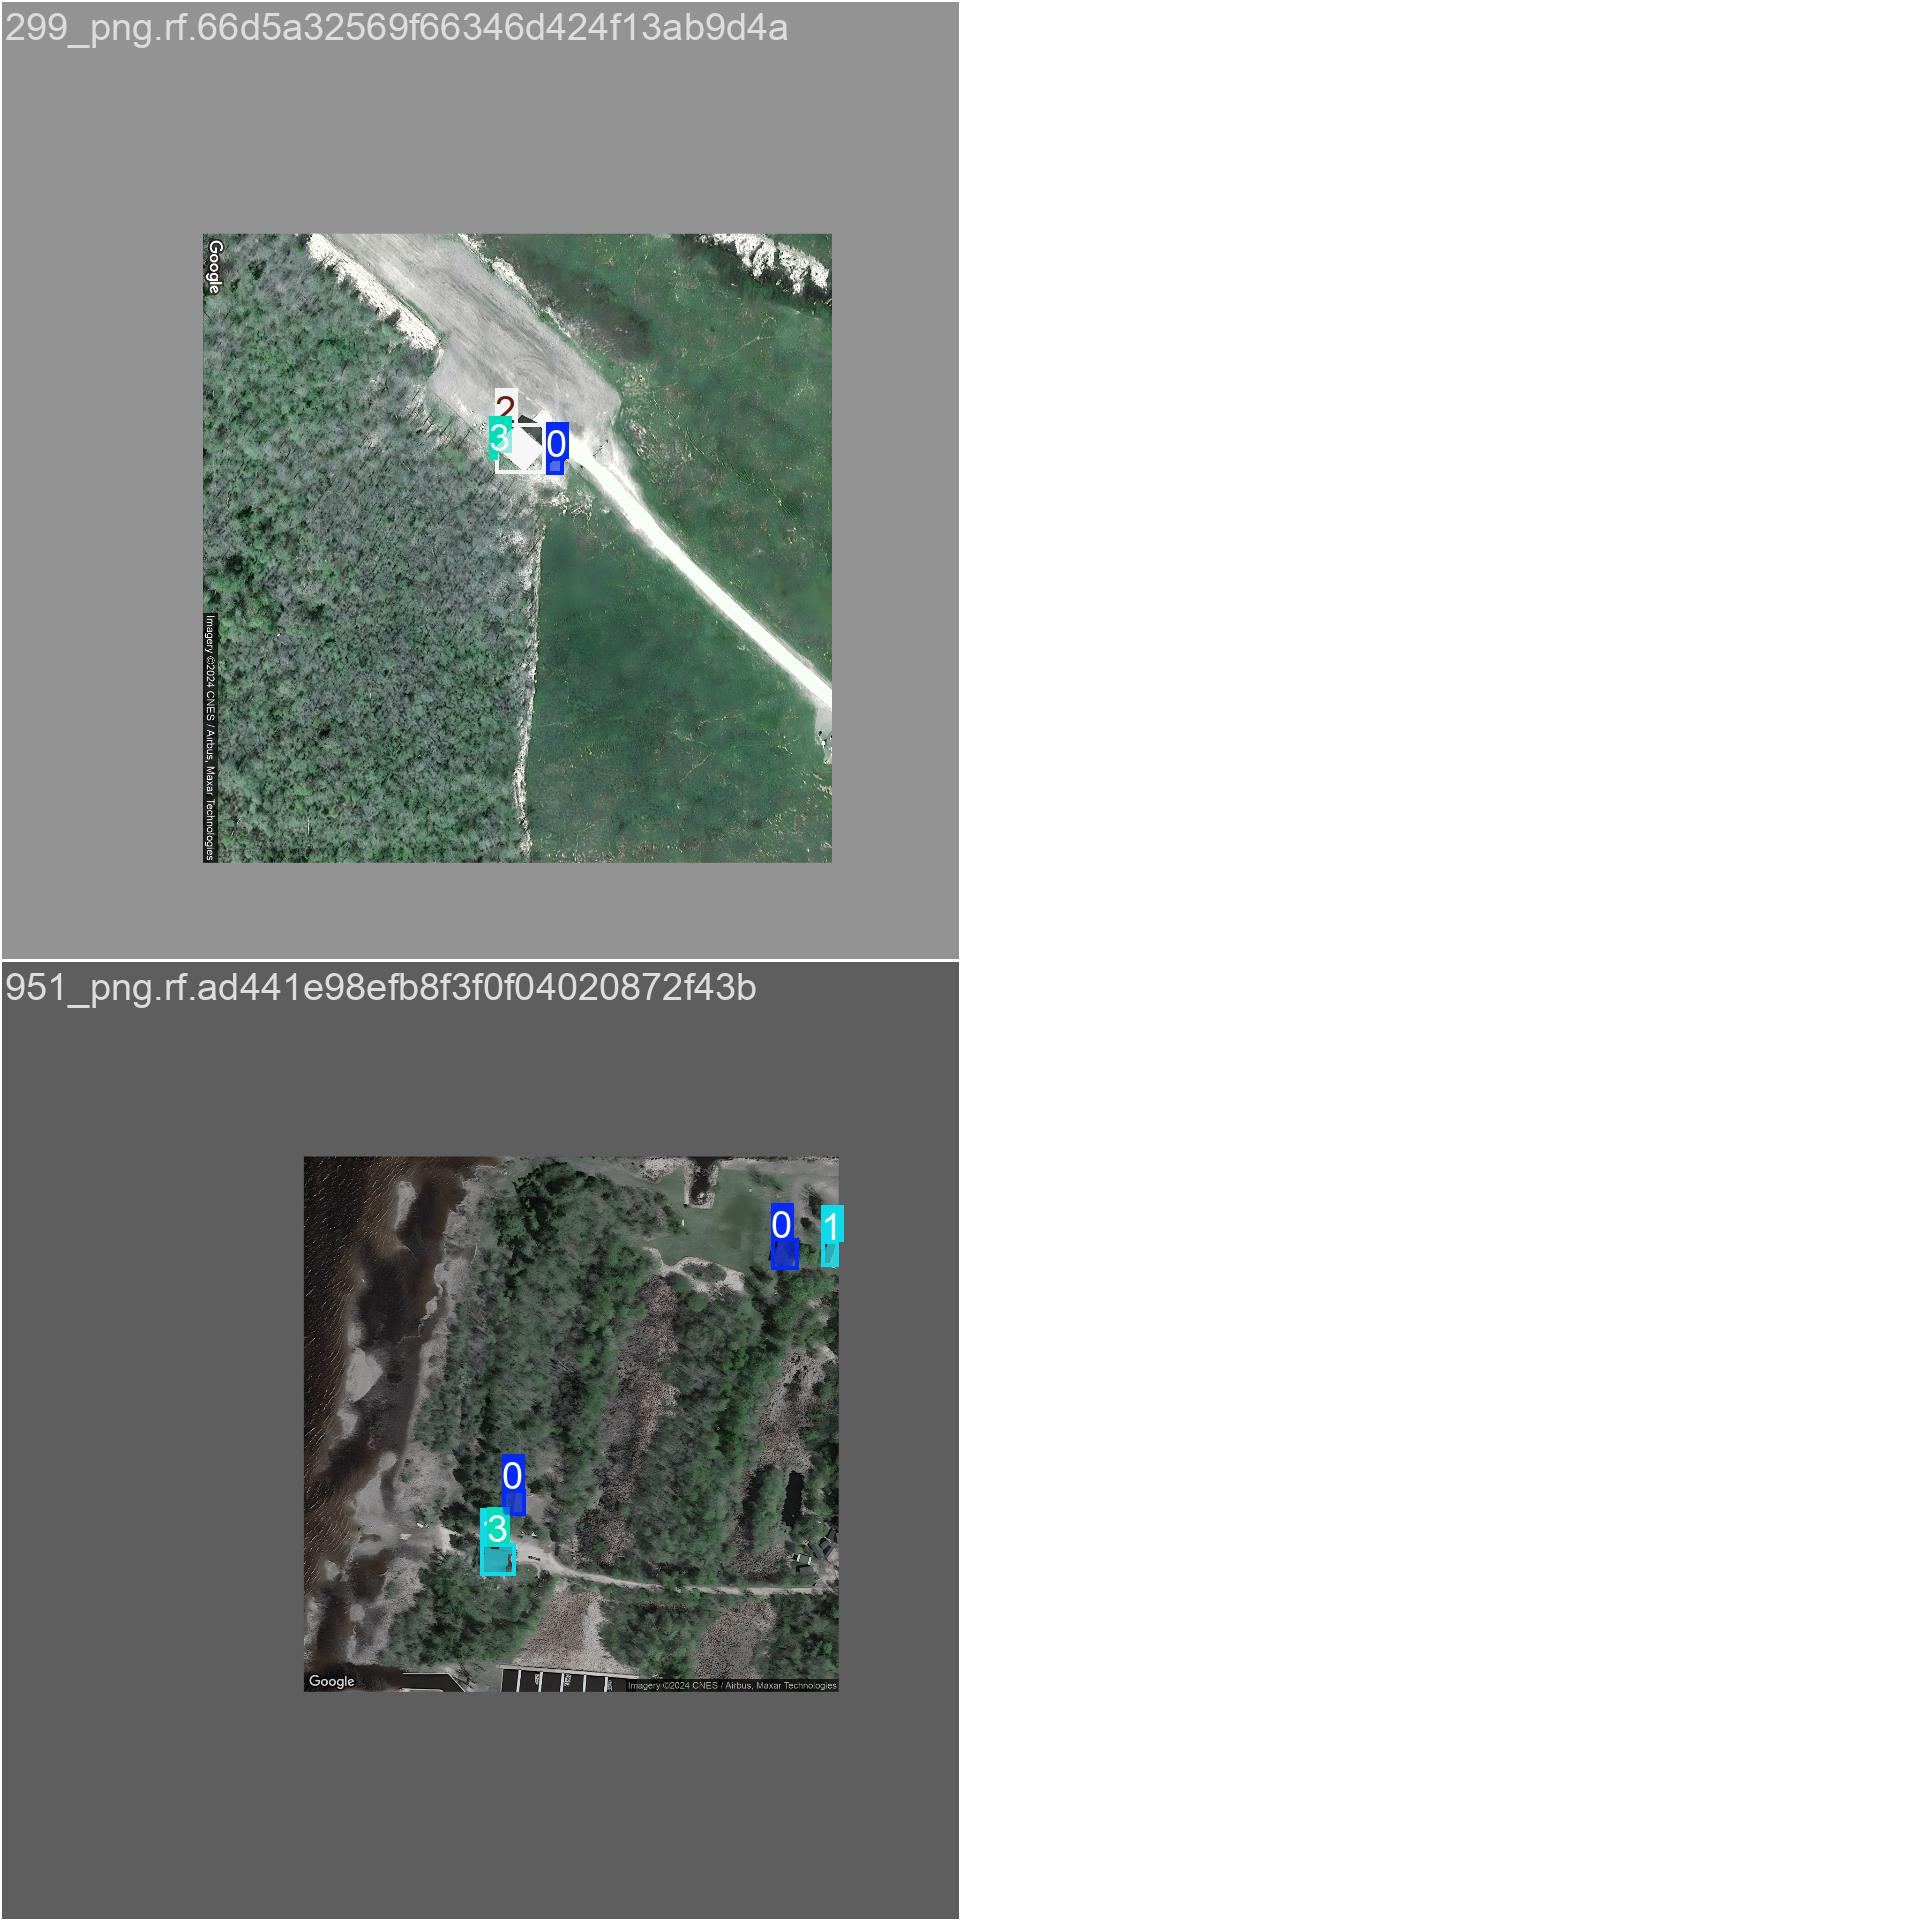 299_png.rf.66d5a32569f66346d424f13ab9d4a
Google
2
3
0
Imagery ©2024 CNES / Airbus, Maxar Technologies
951_png.rf.ad441e98efb8f3f0f04020872f43b
0
1
0
3
Google
Imagery ©2024 CNES / Airbus, Maxar Technologies